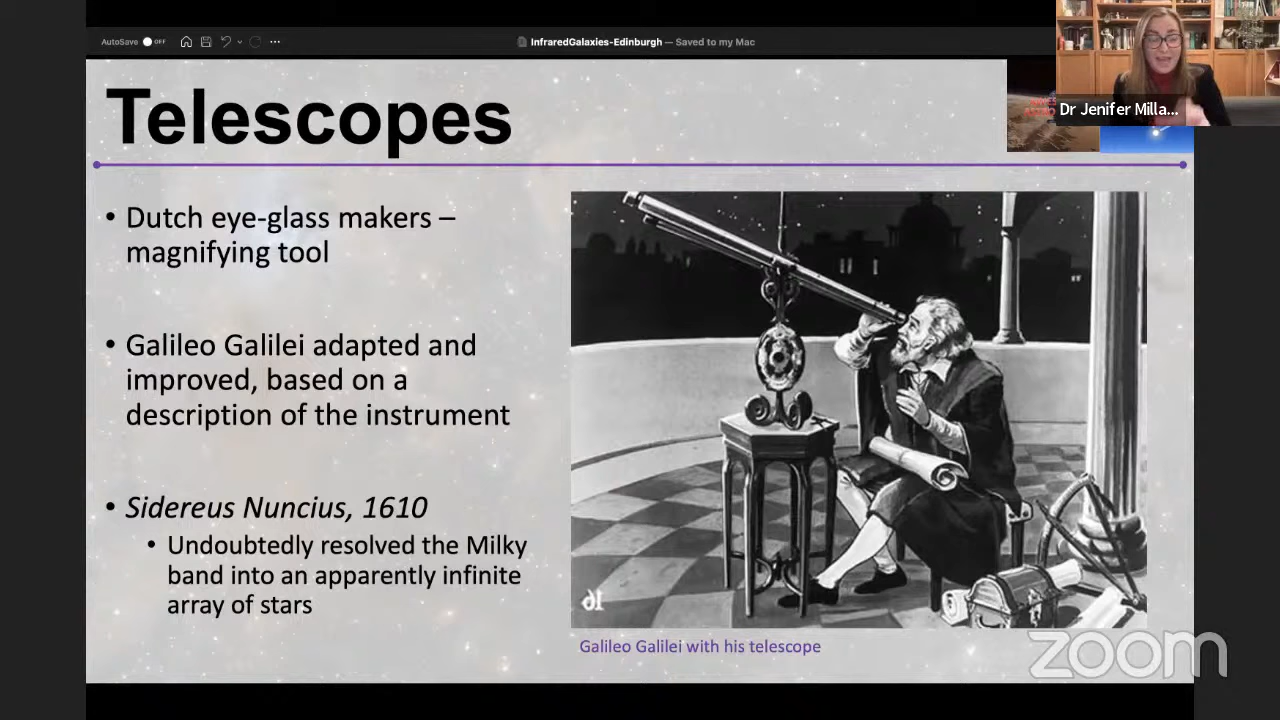 AutoSave OFF
InfraredGalaxies-Edinburgh — Saved to my Mac
Dr Jenifer Milla...
Telescopes
• Dutch eye-glass makers –
magnifying tool
• Galileo Galilei adapted and
improved, based on a
description of the instrument
• Sidereus Nuncius, 1610
• Undoubtedly resolved the Milky
band into an apparently infinite
array of stars
Galileo Galilei with his telescope
zoom